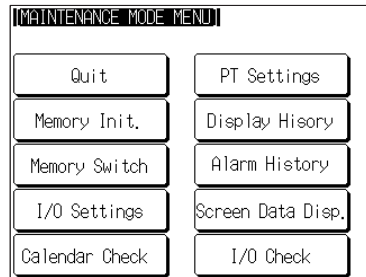 [MAINTENANCE MODE MENU]
Quit
PT Settings
Memory Init.
Display Hisory
Memory Switch
Alarm History
I/O Settings
Screen Data Disp.
Calendar Check
I/O Check